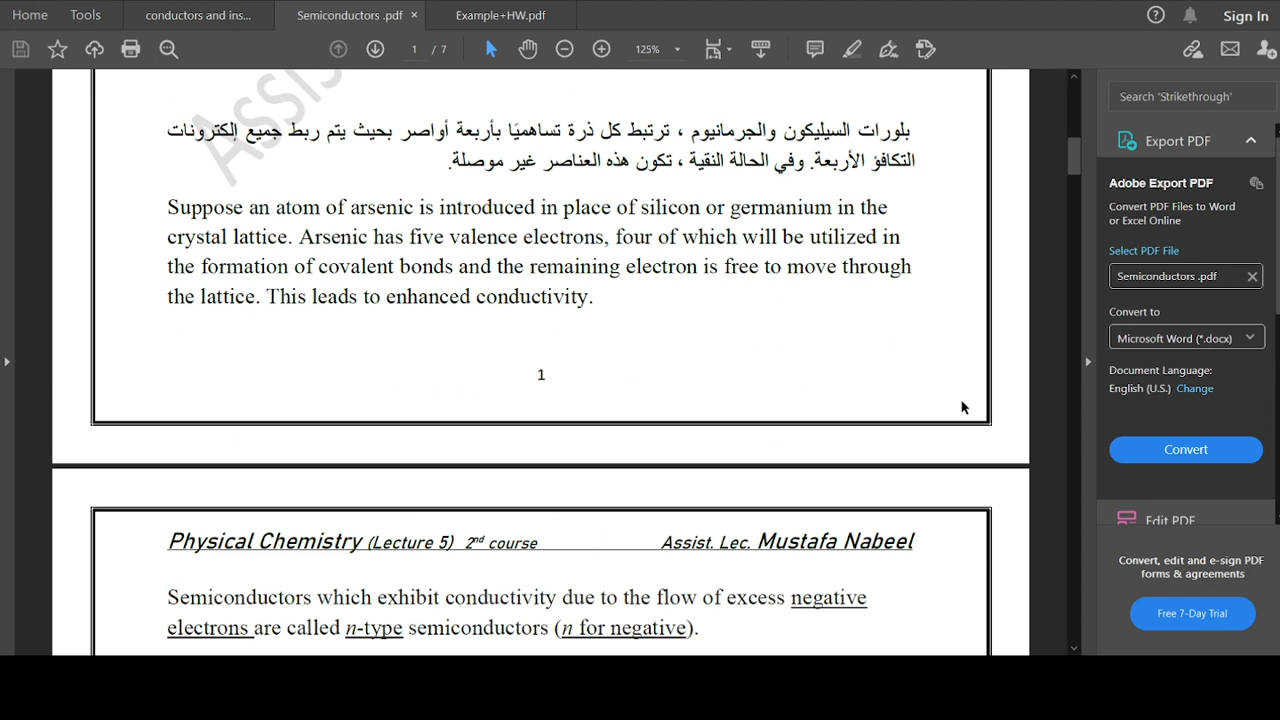 Home Tools conductors and ins... Semiconductors .pdf × Example+HW.pdf Sign In
1 / 7 125%
Assis
بلورات السيليكون والجرمانيوم ، ترتبط كل ذرة تساهميًا بأربعة أواصر بحيث يتم ربط جميع الكترونات
التكافؤ الأربعة. وفي الحالة النقية ، تكون هذه العناصر غير موصلة.
Suppose an atom of arsenic is introduced in place of silicon or germanium in the
crystal lattice. Arsenic has five valence electrons, four of which will be utilized in
the formation of covalent bonds and the remaining electron is free to move through
the lattice. This leads to enhanced conductivity.
1
Physical Chemistry (Lecture 5) 2nd course Assist. Lec. Mustafa Nabeel
Semiconductors which exhibit conductivity due to the flow of excess negative
electrons are called n-type semiconductors (n for negative).
Search 'Strikethrough'
Export PDF
Adobe Export PDF
Convert PDF Files to Word
or Excel Online
Select PDF File
Semiconductors .pdf
Convert to
Microsoft Word (*.docx)
Document Language:
English (U.S.) Change
Convert
Edit PDF
Convert, edit and e-sign PDF
forms & agreements
Free 7-Day Trial